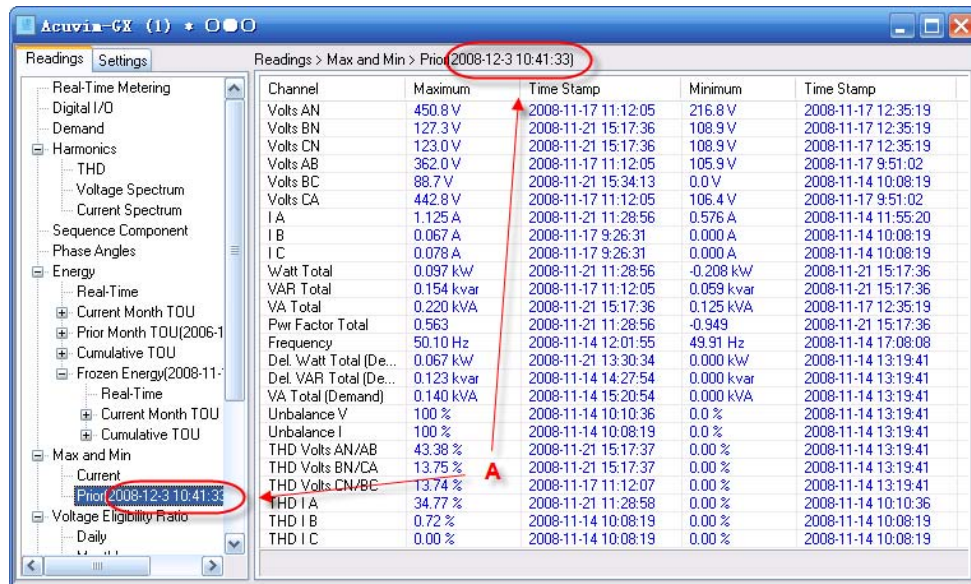 Acuvim-GX (1) *
Readings Settings
Readings > Max and Min > Prior(2008-12-3 10:41:33)
Real-Time Metering
Digital I/O
Demand
Harmonics
THD
Voltage Spectrum
Current Spectrum
Sequence Component
Phase Angles
Energy
Real-Time
Current Month TOU
Prior Month TOU(2006-1
Cumulative TOU
Frozen Energy(2008-11-
Real-Time
Current Month TOU
Cumulative TOU
Max and Min
Current
Prior(2008-12-3 10:41:33
Voltage Eligibility Ratio
Daily
Channel Maximum Time Stamp Minimum Time Stamp
Volts AN 450.8 V 2008-11-17 11:12:05 216.8 V 2008-11-17 12:35:19
Volts BN 127.3 V 2008-11-21 15:17:36 108.9 V 2008-11-17 12:35:19
Volts CN 123.0 V 2008-11-21 15:17:36 108.9 V 2008-11-17 12:35:19
Volts AB 362.0 V 2008-11-17 11:12:05 105.9 V 2008-11-17 9:51:02
Volts BC 88.7 V 2008-11-21 15:34:13 0.0 V 2008-11-14 10:08:19
Volts CA 442.8 V 2008-11-17 11:12:05 106.4 V 2008-11-17 9:51:02
I A 1.125 A 2008-11-21 11:28:56 0.576 A 2008-11-14 11:55:20
I B 0.067 A 2008-11-17 9:26:31 0.000 A 2008-11-14 10:08:19
I C 0.078 A 2008-11-17 9:26:31 0.000 A 2008-11-14 10:08:19
Watt Total 0.097 kW 2008-11-21 11:28:56 -0.208 kW 2008-11-21 15:17:36
VAR Total 0.154 kvar 2008-11-17 11:12:05 0.059 kvar 2008-11-21 15:17:36
VA Total 0.220 kVA 2008-11-21 15:17:36 0.125 kVA 2008-11-17 12:35:19
Pwr Factor Total 0.563 2008-11-21 11:28:56 -0.949 2008-11-21 15:17:36
Frequency 50.10 Hz 2008-11-14 12:01:55 49.91 Hz 2008-11-14 17:08:08
Del. Watt Total (De... 0.067 kW 2008-11-21 13:30:34 0.000 kW 2008-11-14 13:19:41
Del. VAR Total (De... 0.123 kvar 2008-11-14 14:27:54 0.000 kvar 2008-11-14 13:19:41
VA Total (Demand) 0.140 kVA 2008-11-14 15:20:54 0.000 kVA 2008-11-14 13:19:41
Unbalance V 100 % 2008-11-14 10:10:36 0.0 % 2008-11-14 13:19:41
Unbalance I 100 % 2008-11-14 10:08:19 0.0 % 2008-11-14 13:19:41
THD Volts AN/AB 43.38 % 2008-11-21 15:17:37 0.00 % 2008-11-14 13:19:41
THD Volts BN/CA 13.75 % 2008-11-21 15:17:37 0.00 % 2008-11-14 13:19:41
THD Volts CN/BC 13.74 % 2008-11-17 11:12:07 0.00 % 2008-11-14 13:19:41
THD I A 34.77 % 2008-11-21 11:28:58 0.00 % 2008-11-14 10:10:36
THD I B 0.72 % 2008-11-14 10:08:19 0.00 % 2008-11-14 10:08:19
THD I C 0.00 % 2008-11-14 10:08:19 0.00 % 2008-11-14 10:08:19
A